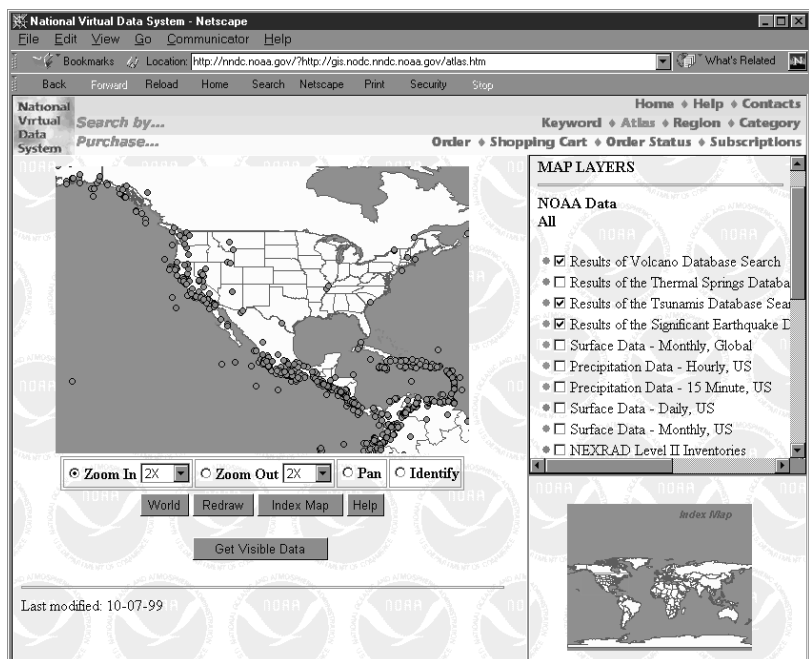 National Virtual Data System - Netscape
File Edit View Go Communicator Help
Bookmarks Location: http://nndc.noaa.gov/?http://gis.nodc.nndc.noaa.gov/atlas.htm What's Related
Back Forward Reload Home Search Netscape Print Security Stop
National Virtual Data System
Home Help Contacts
Search by... Keyword Atlas Region Category
Purchase... Order Shopping Cart Order Status Subscriptions
MAP LAYERS
NOAA Data
All
Results of Volcano Database Search
Results of the Thermal Springs Databa
Results of the Tsunamis Database Sear
Results of the Significant Earthquake D
Surface Data - Monthly, Global
Precipitation Data - Hourly, US
Precipitation Data - 15 Minute, US
Surface Data - Daily, US
Surface Data - Monthly, US
NEXRAD Level II Inventories
Zoom In 2X Zoom Out 2X Pan Identify
World Redraw Index Map Help
Get Visible Data
Index Map
Last modified: 10-07-99